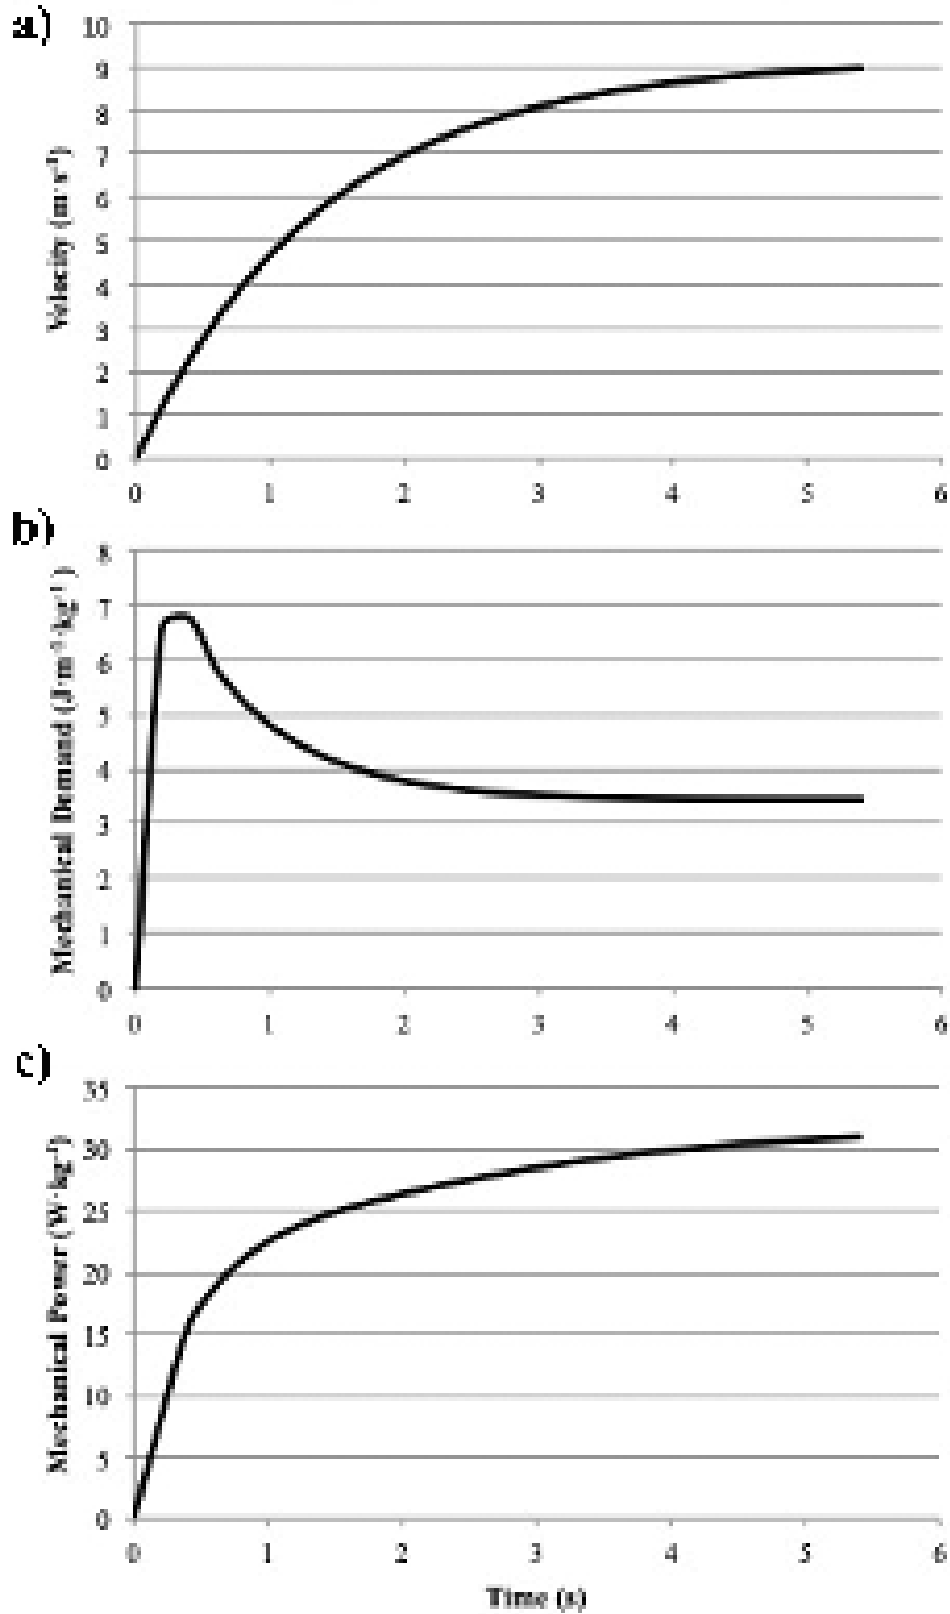 a)
Velocity (m·s⁻¹)
10
9
8
7
6
5
4
3
2
1
0
0 1 2 3 4 5 6
b)
Mechanical Demand (J·m⁻¹·kg⁻¹)
8
7
6
5
4
3
2
1
0
0 1 2 3 4 5 6
c)
Mechanical Power (W·kg⁻¹)
35
30
25
20
15
10
5
0
0 1 2 3 4 5 6
Time (s)